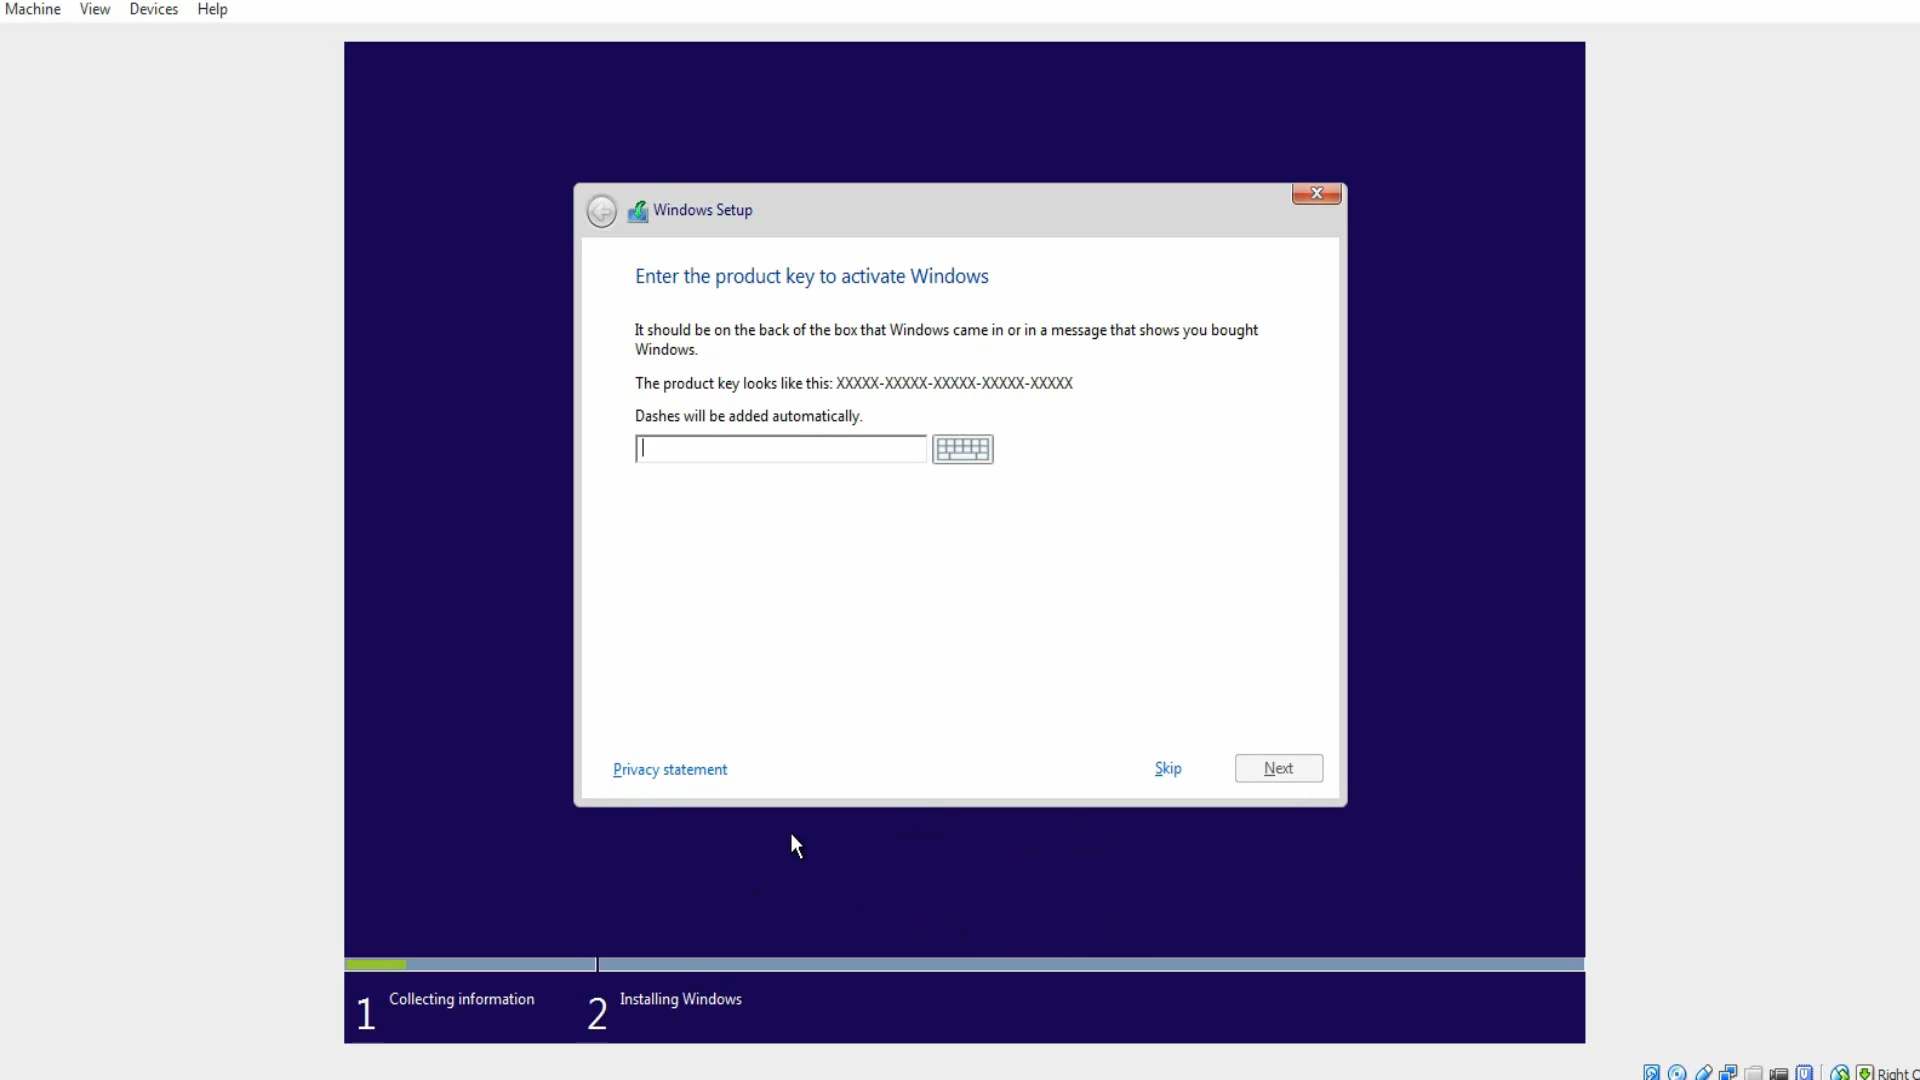 Machine View Devices Help
Windows Setup
Enter the product key to activate Windows
It should be on the back of the box that Windows came in or in a message that shows you bought
Windows.
The product key looks like this: XXXXX-XXXXX-XXXXX-XXXXX-XXXXX
Dashes will be added automatically.
Privacy statement
Skip
Next
1 Collecting information
2 Installing Windows
Right C